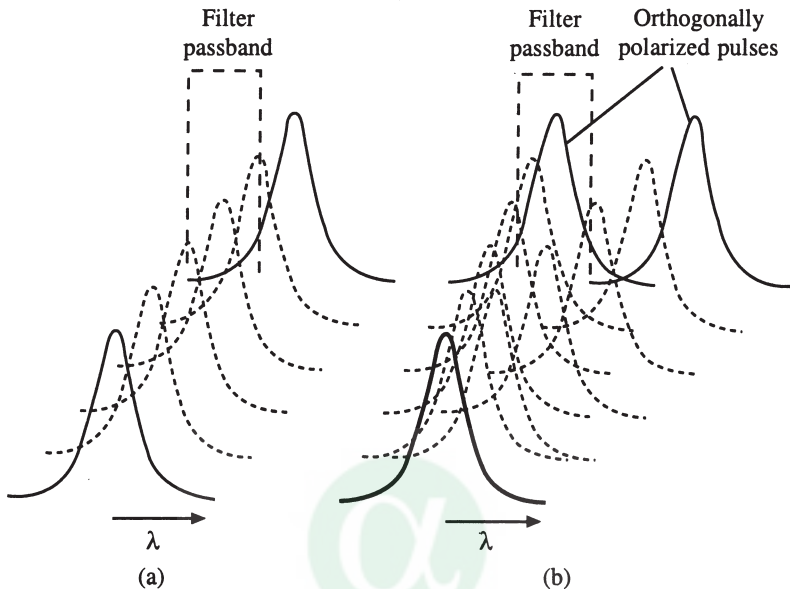 Filter
passband
Filter
passband
Orthogonally
polarized pulses
λ
λ
(a)
(b)
α